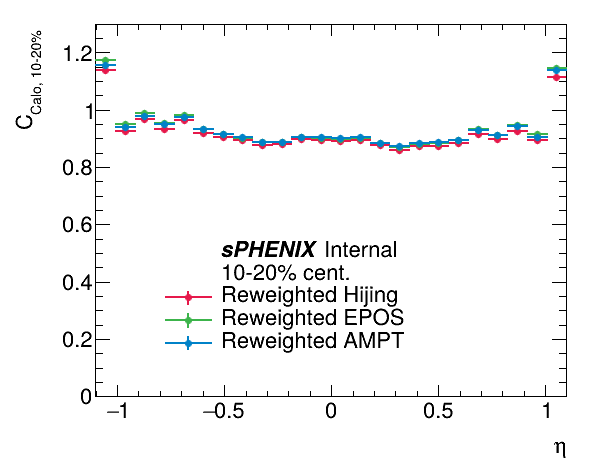 C Calo, 10-20%
1.2
1
0.8
0.6
0.4
0.2
0
sPHENIX Internal
10-20% cent.
Reweighted Hijing
Reweighted EPOS
Reweighted AMPT
−1 −0.5 0 0.5 1
η